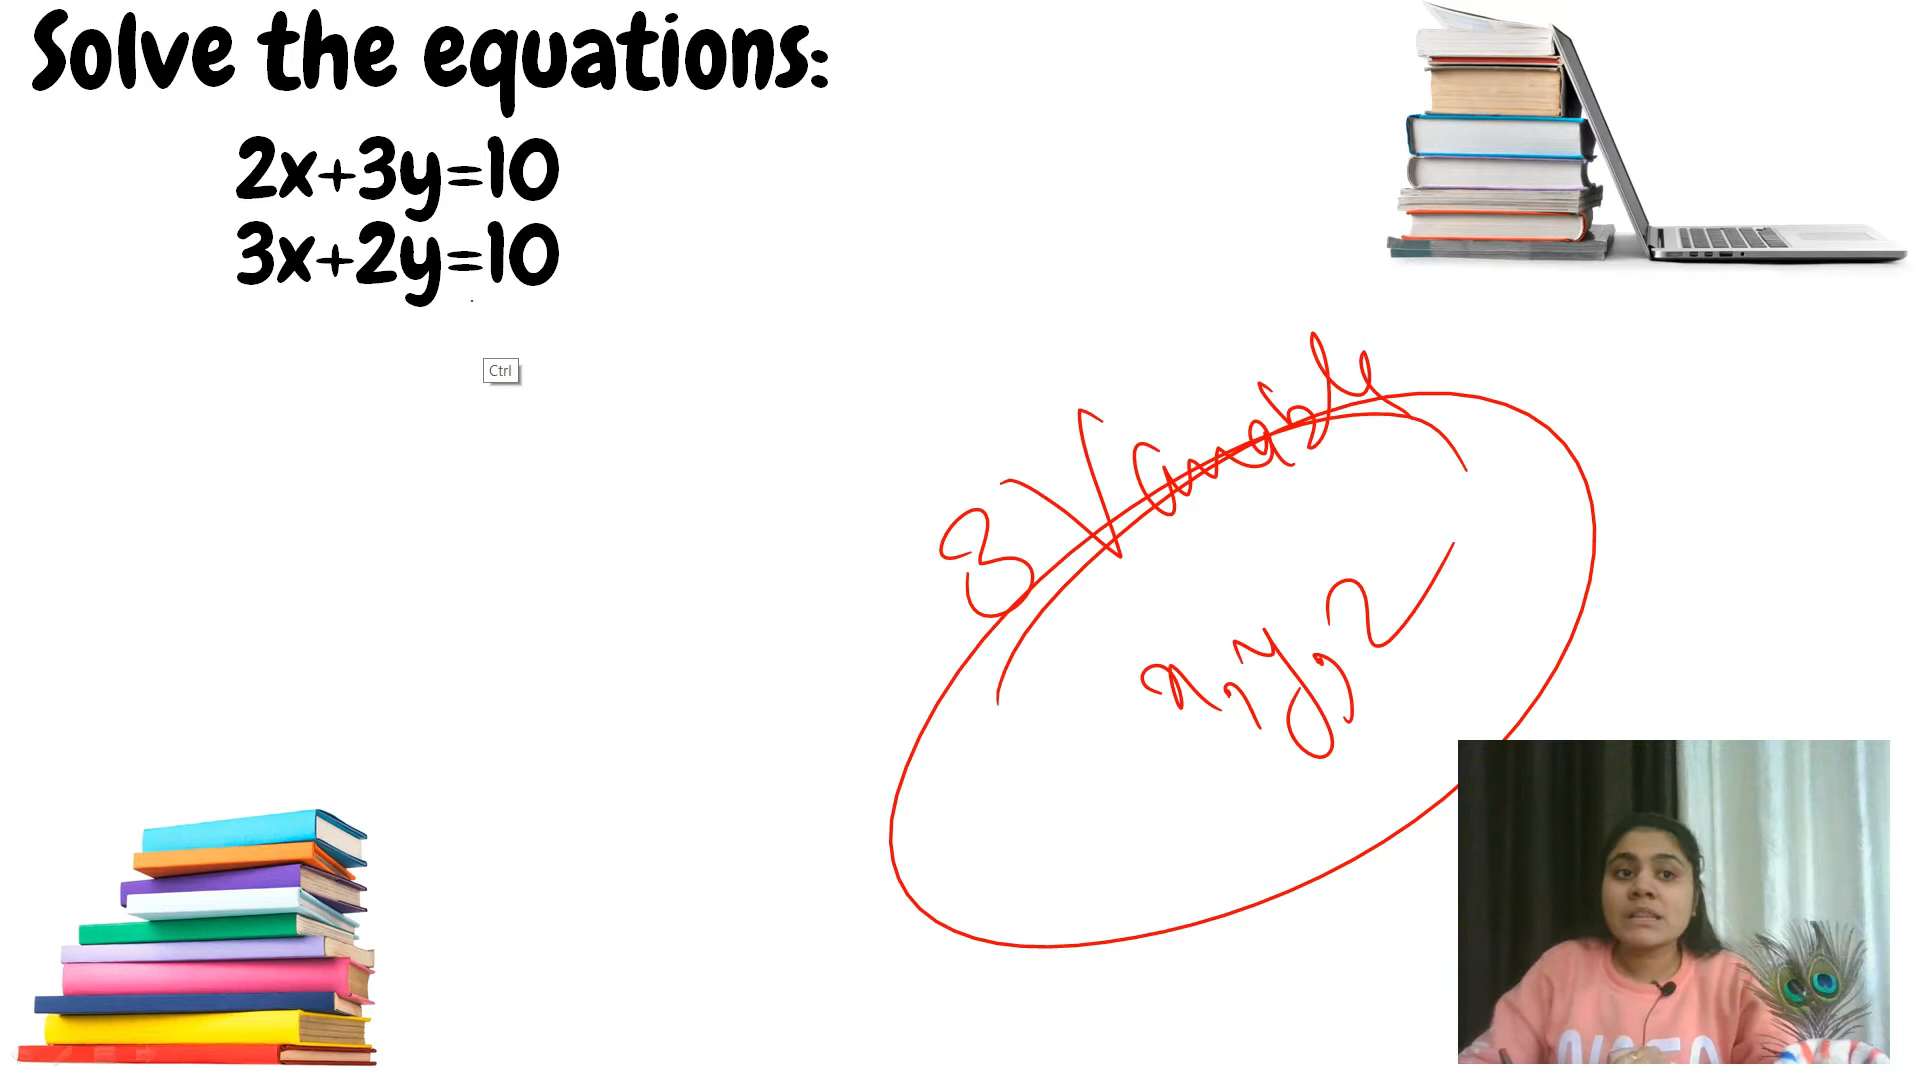 Solve the equations:
2x+3y=10
3x+2y=10
Ctrl
3 Variable
x, y, z